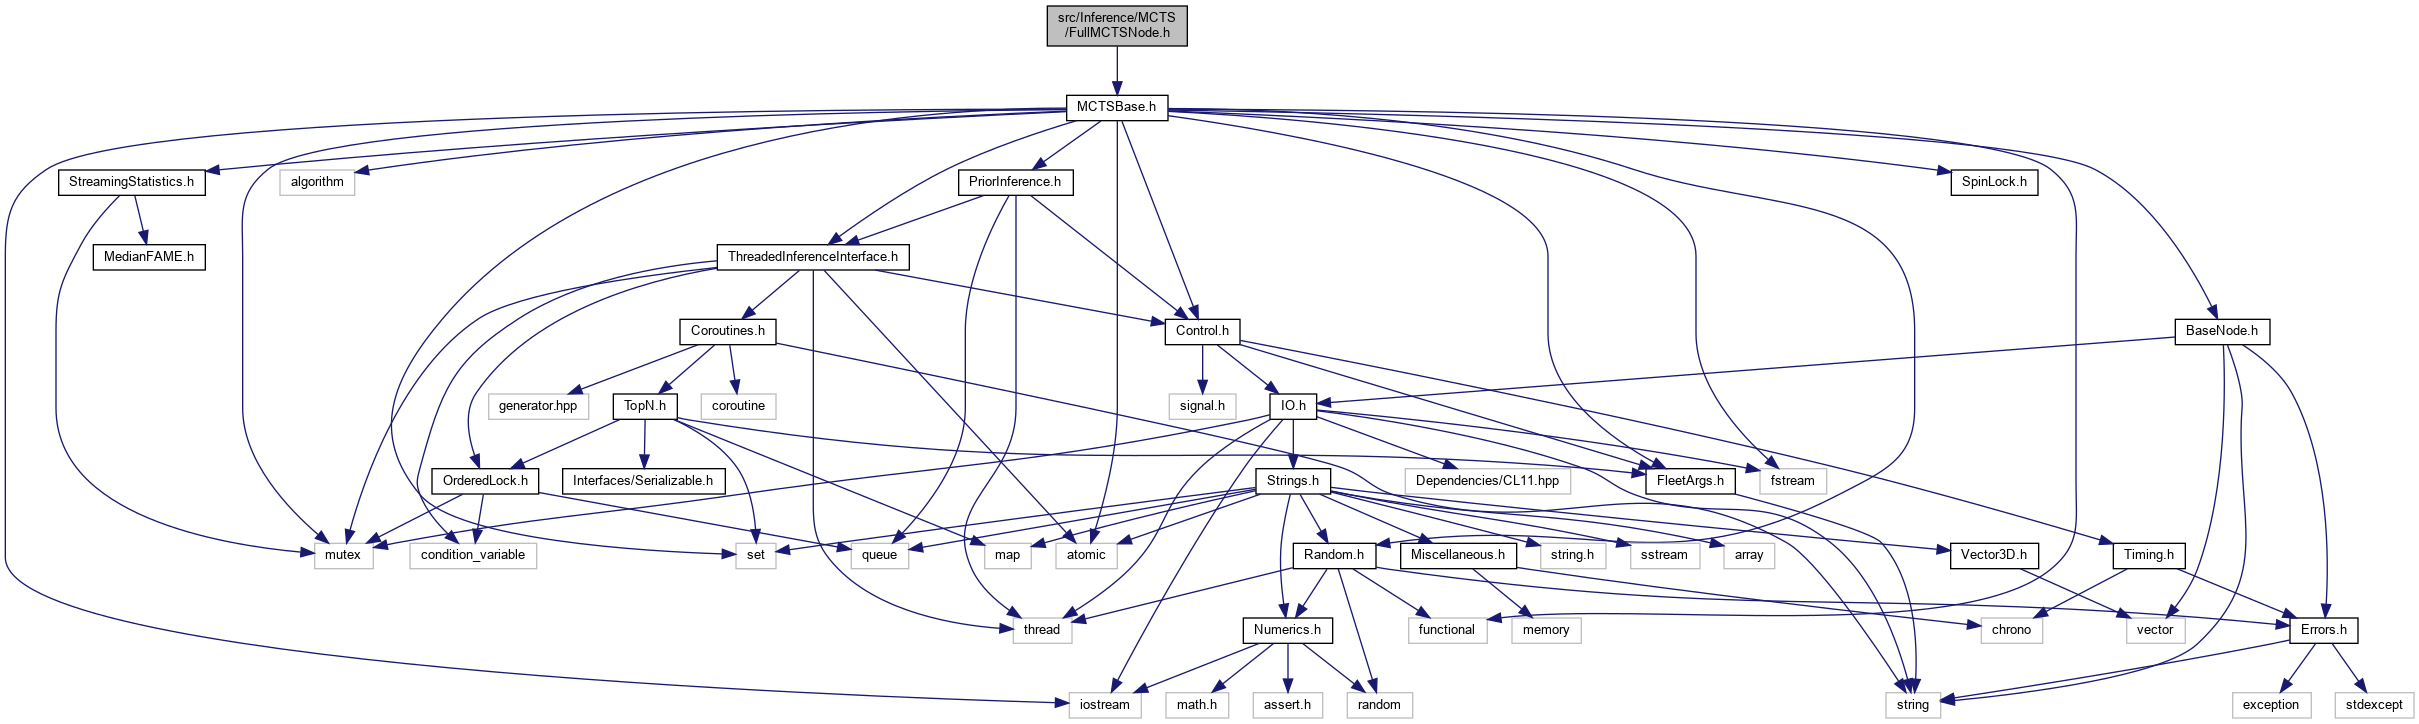 src/Inference/MCTS
/FullMCTSNode.h
MCTSBase.h
StreamingStatistics.h
algorithm
PriorInference.h
SpinLock.h
MedianFAME.h
ThreadedInferenceInterface.h
Coroutines.h
Control.h
BaseNode.h
generator.hpp
TopN.h
coroutine
signal.h
IO.h
OrderedLock.h
Interfaces/Serializable.h
Strings.h
Dependencies/CL11.hpp
FleetArgs.h
fstream
mutex
condition_variable
set
queue
map
atomic
Random.h
Miscellaneous.h
string.h
sstream
array
Vector3D.h
Timing.h
thread
Numerics.h
functional
memory
chrono
vector
Errors.h
iostream
math.h
assert.h
random
string
exception
stdexcept